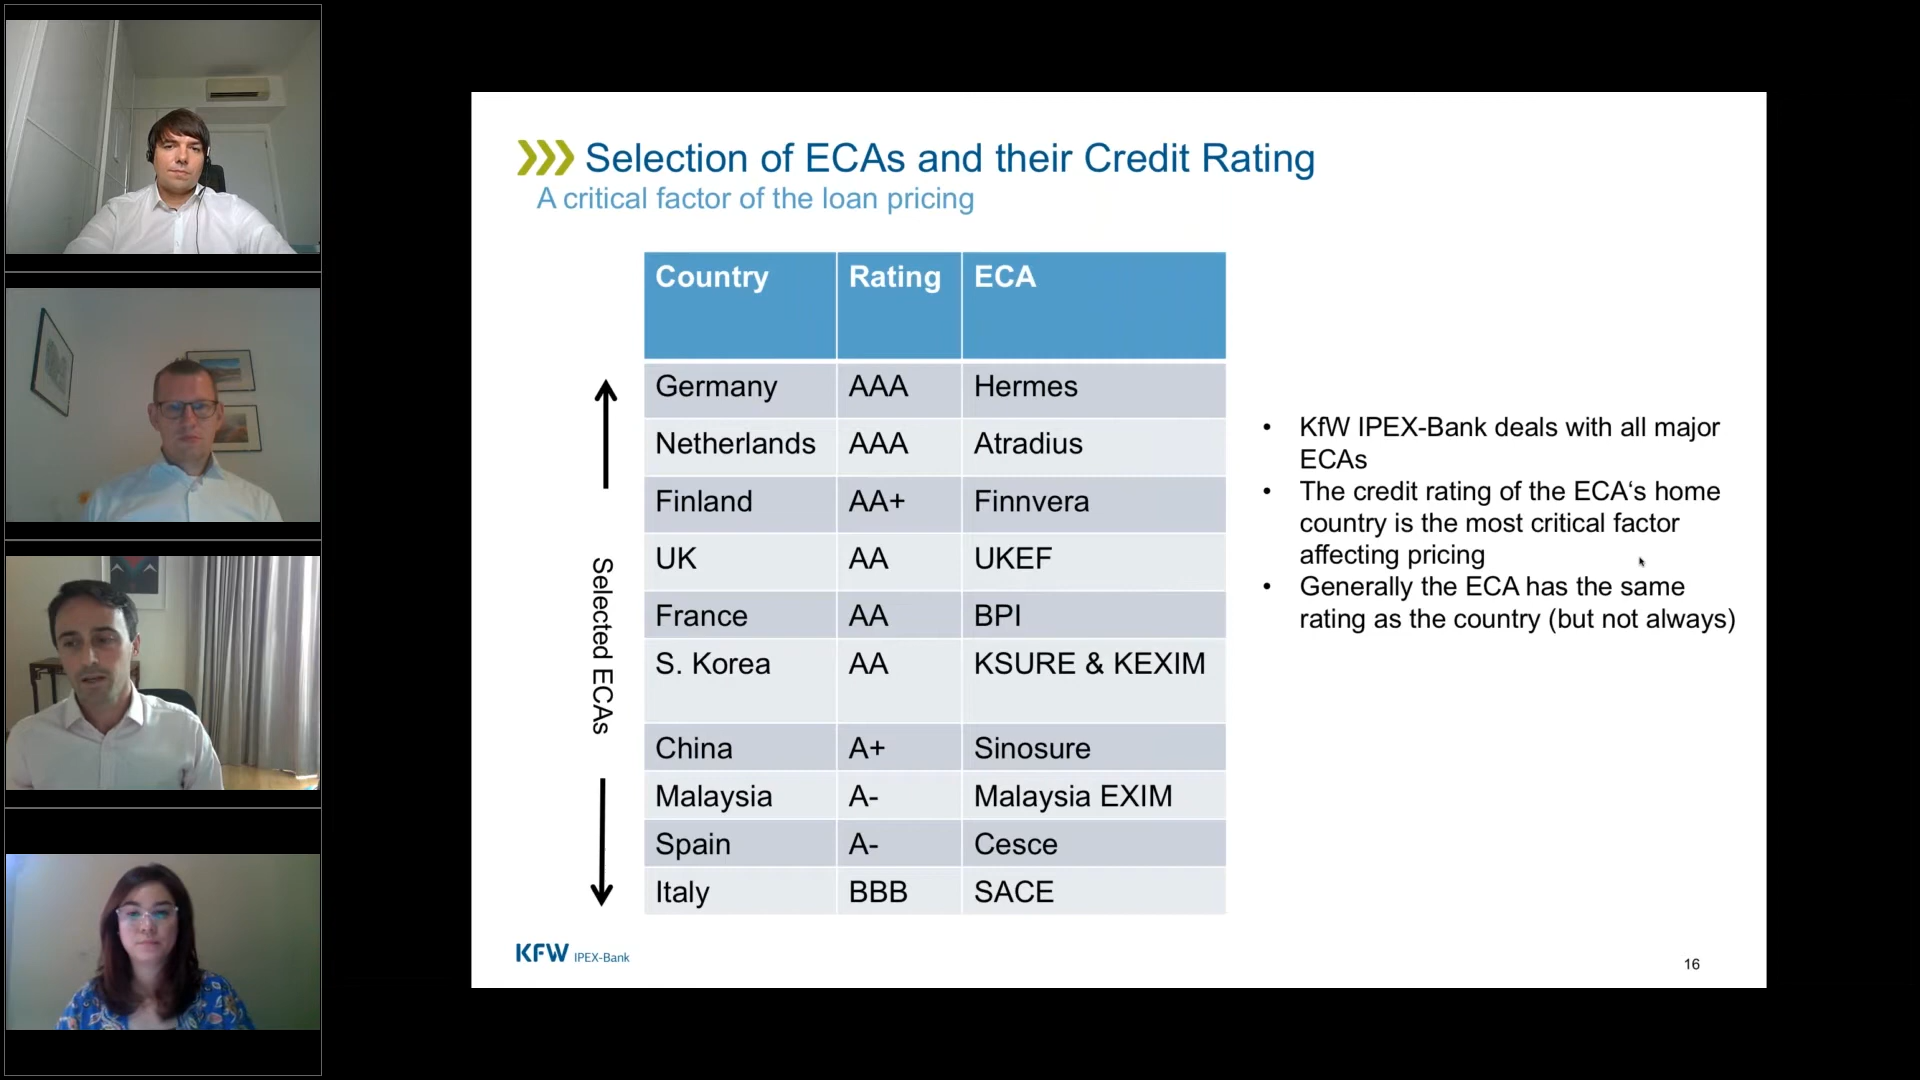 Selection of ECAs and their Credit Rating
A critical factor of the loan pricing
Country Rating ECA
Germany AAA Hermes
Netherlands AAA Atradius
Finland AA+ Finnvera
UK AA UKEF
France AA BPI
S. Korea AA KSURE & KEXIM
China A+ Sinosure
Malaysia A- Malaysia EXIM
Spain A- Cesce
Italy BBB SACE
Selected ECAs
• KfW IPEX-Bank deals with all major
ECAs
• The credit rating of the ECA‘s home
country is the most critical factor
affecting pricing
• Generally the ECA has the same
rating as the country (but not always)
KFW IPEX-Bank
16